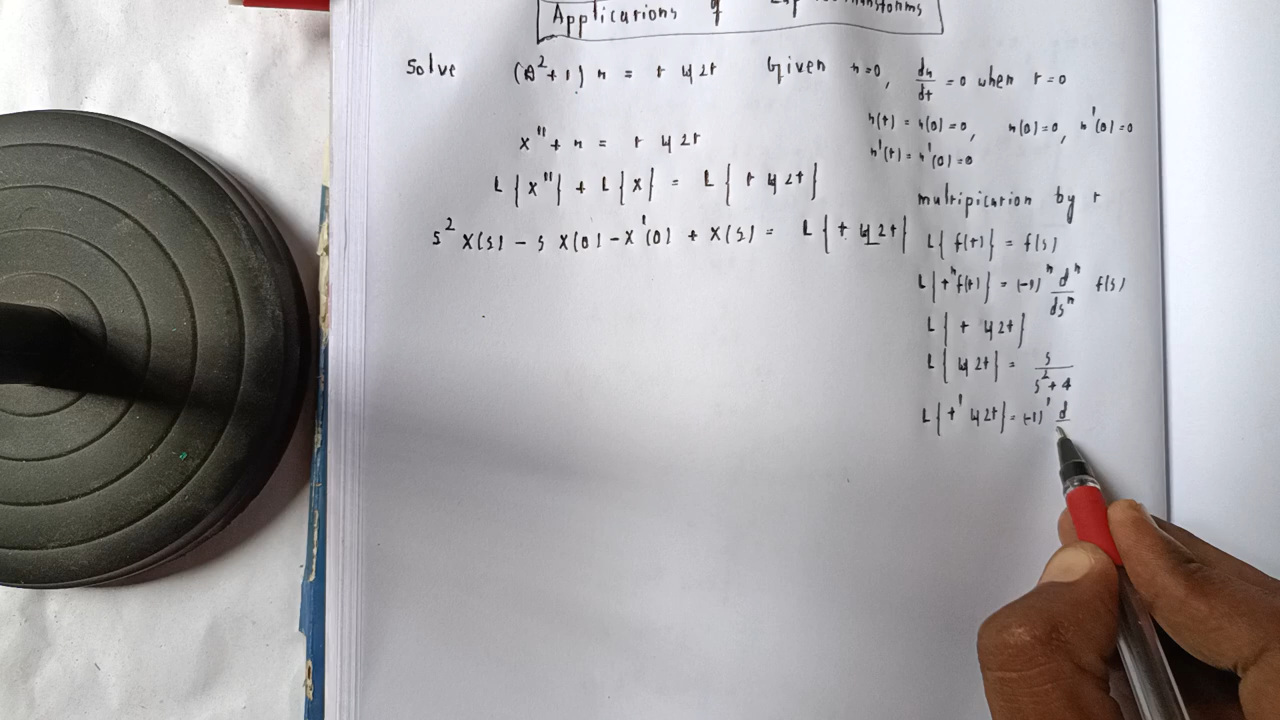 Applications of Laplace Transforms
Solve (D²+1) x = t cos 2t Given x=0, dx/dt = 0 when t=0
x(t) = x(0) = 0, x(0)=0, x'(0)=0
x'' + x = t cos 2t
x'(t) = x'(0) = 0
L{x''} + L{x} = L{t cos 2t}
multiplication by t
s² X(s) - s X(0) - X'(0) + X(s) = L{t cos 2t}
L{f(t)} = f(s)
L{tⁿ f(t)} = (-1)ⁿ dⁿ/dsⁿ f(s)
L{t cos 2t}
L{cos 2t} = s/s²+4
L{t' cos 2t} = (-1)' d